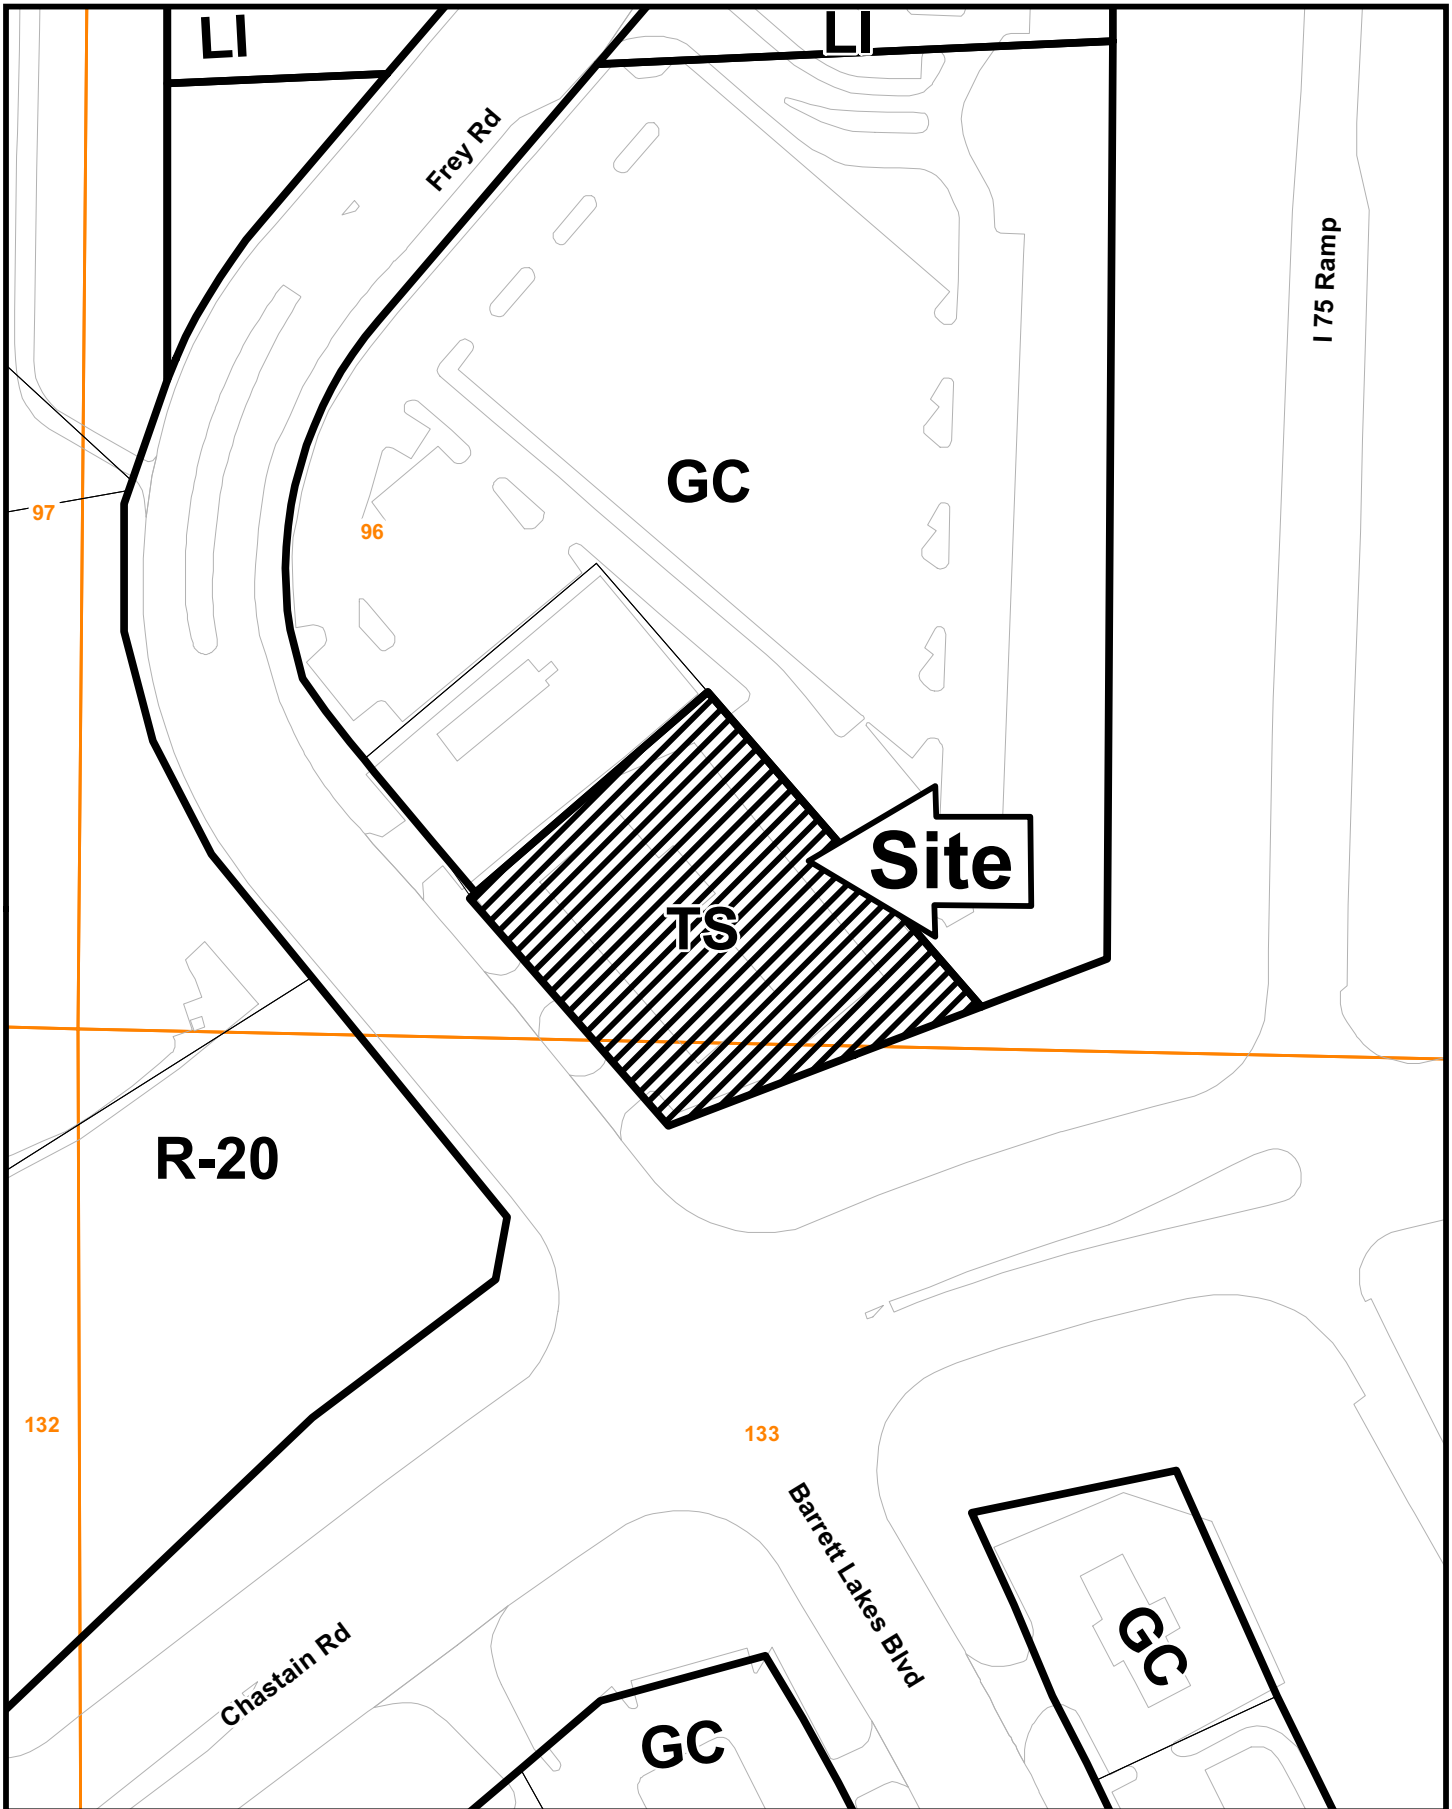 LI
LI
Frey Rd
I 75 Ramp
GC
97
96
Site
TS
R-20
132
133
Barrett Lakes Blvd
Chastain Rd
GC
GC